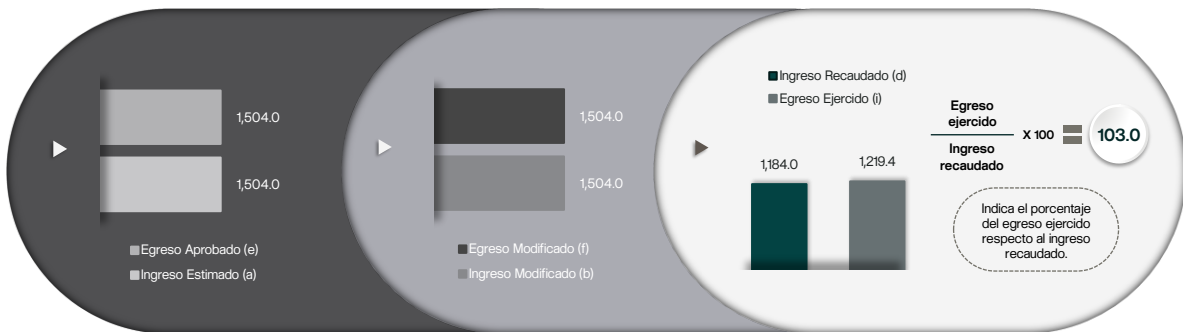 1,504.0
1,504.0
Egreso Aprobado (e)
Ingreso Estimado (a)
1,504.0
1,504.0
Egreso Modificado (f)
Ingreso Modificado (b)
Ingreso Recaudado (d)
Egreso Ejercido (i)
1,184.0
1,219.4
Egreso
ejercido
Ingreso
recaudado
X 100
103.0
Indica el porcentaje
del egreso ejercido
respecto al ingreso
recaudado.